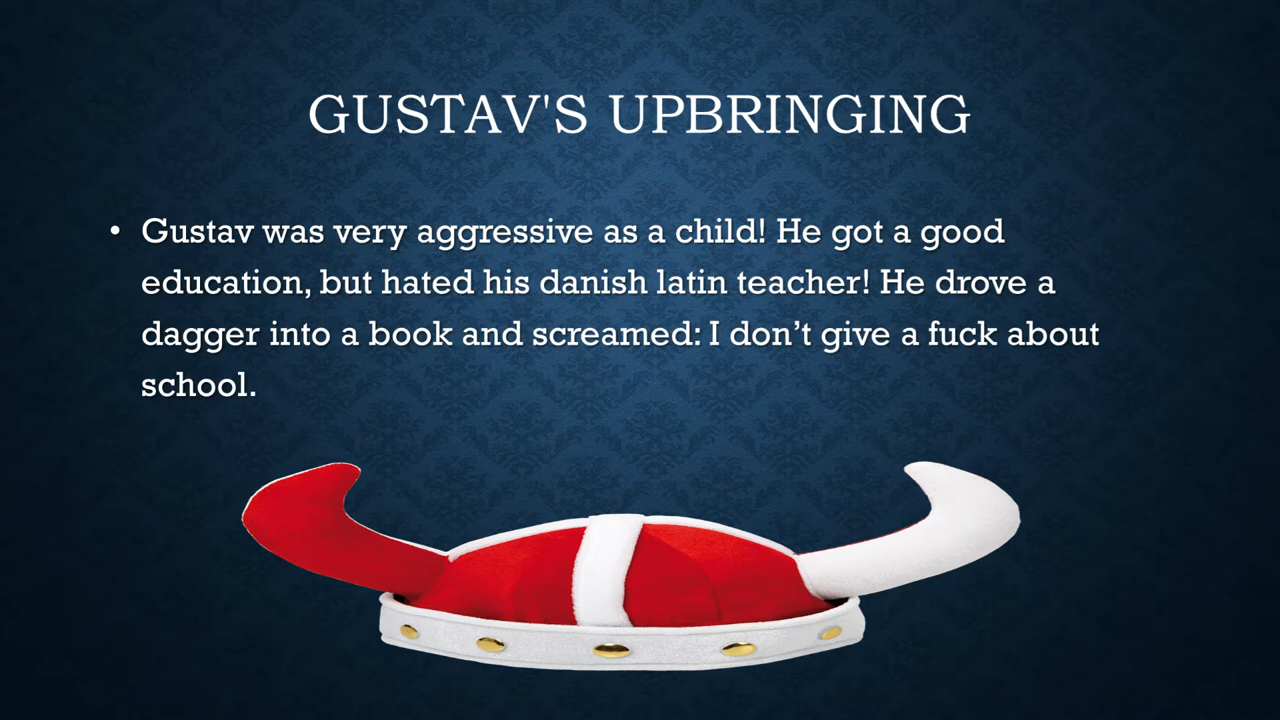 GUSTAV'S UPBRINGING
• Gustav was very aggressive as a child! He got a good
education, but hated his danish latin teacher! He drove a
dagger into a book and screamed: I don’t give a fuck about
school.